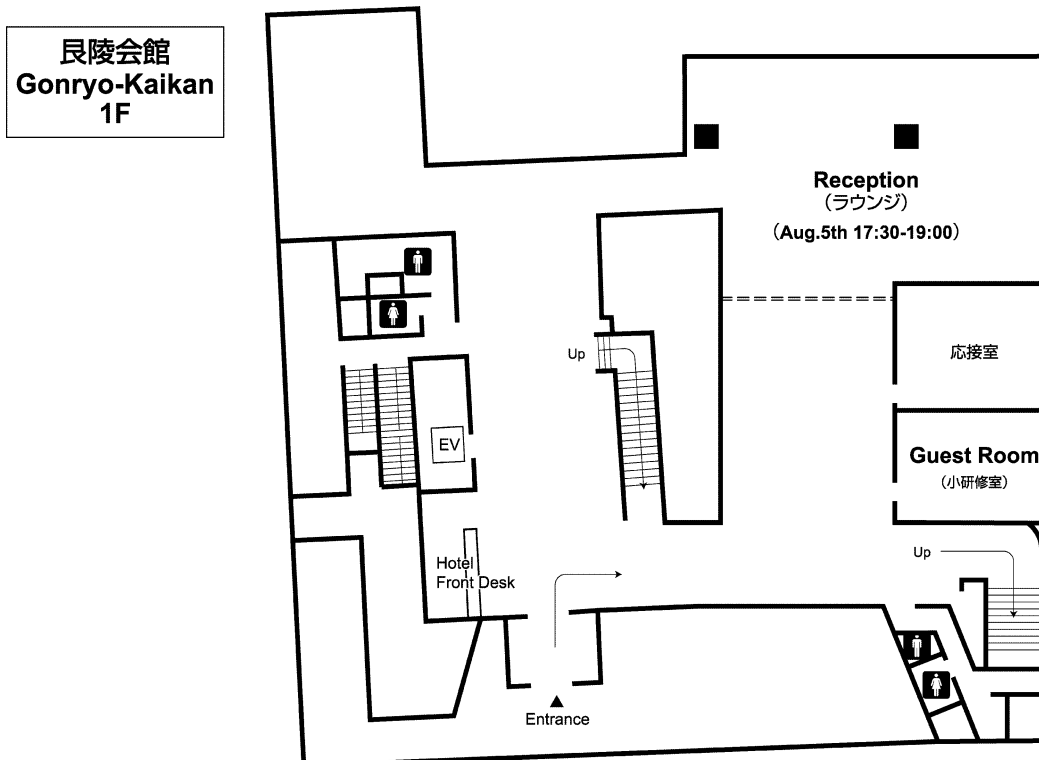 艮陵会館
Gonryo-Kaikan
1F
Reception
(ラウンジ)
(Aug.5th 17:30-19:00)
Up
応接室
EV
Guest Room
(小研修室)
Hotel
Front Desk
Up
Entrance